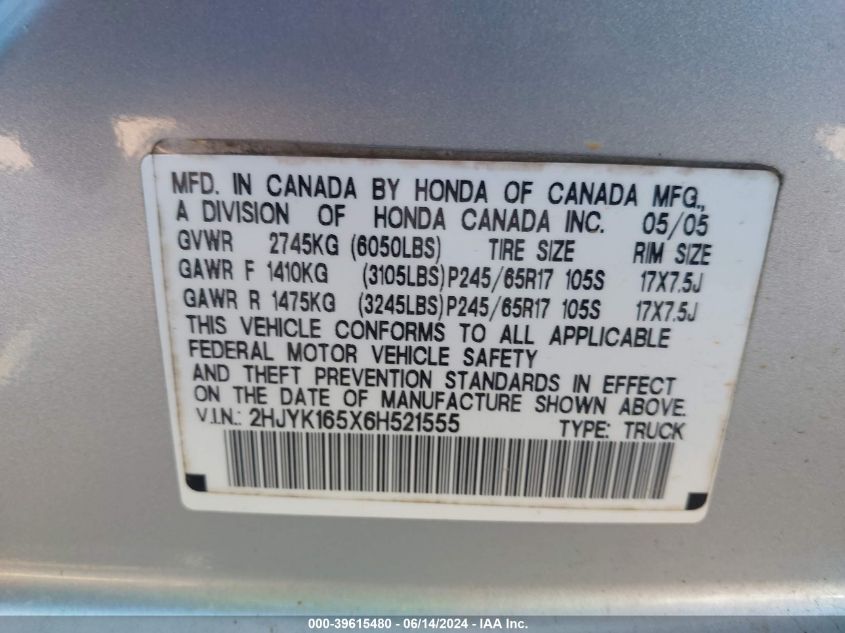 MFD. IN CANADA BY HONDA OF CANADA MFG.,
A DIVISION OF HONDA CANADA INC. 05/05
GVWR 2745KG (6050LBS) TIRE SIZE RIM SIZE
GAWR F 1410KG (3105LBS) P245/65R17 105S 17X7.5J
GAWR R 1475KG (3245LBS) P245/65R17 105S 17X7.5J
THIS VEHICLE CONFORMS TO ALL APPLICABLE
FEDERAL MOTOR VEHICLE SAFETY
AND THEFT PREVENTION STANDARDS IN EFFECT
ON THE DATE OF MANUFACTURE SHOWN ABOVE.
V.I.N.: 2HJYK165X6H521555 TYPE: TRUCK
000-39615480 - 06/14/2024 - IAA Inc.